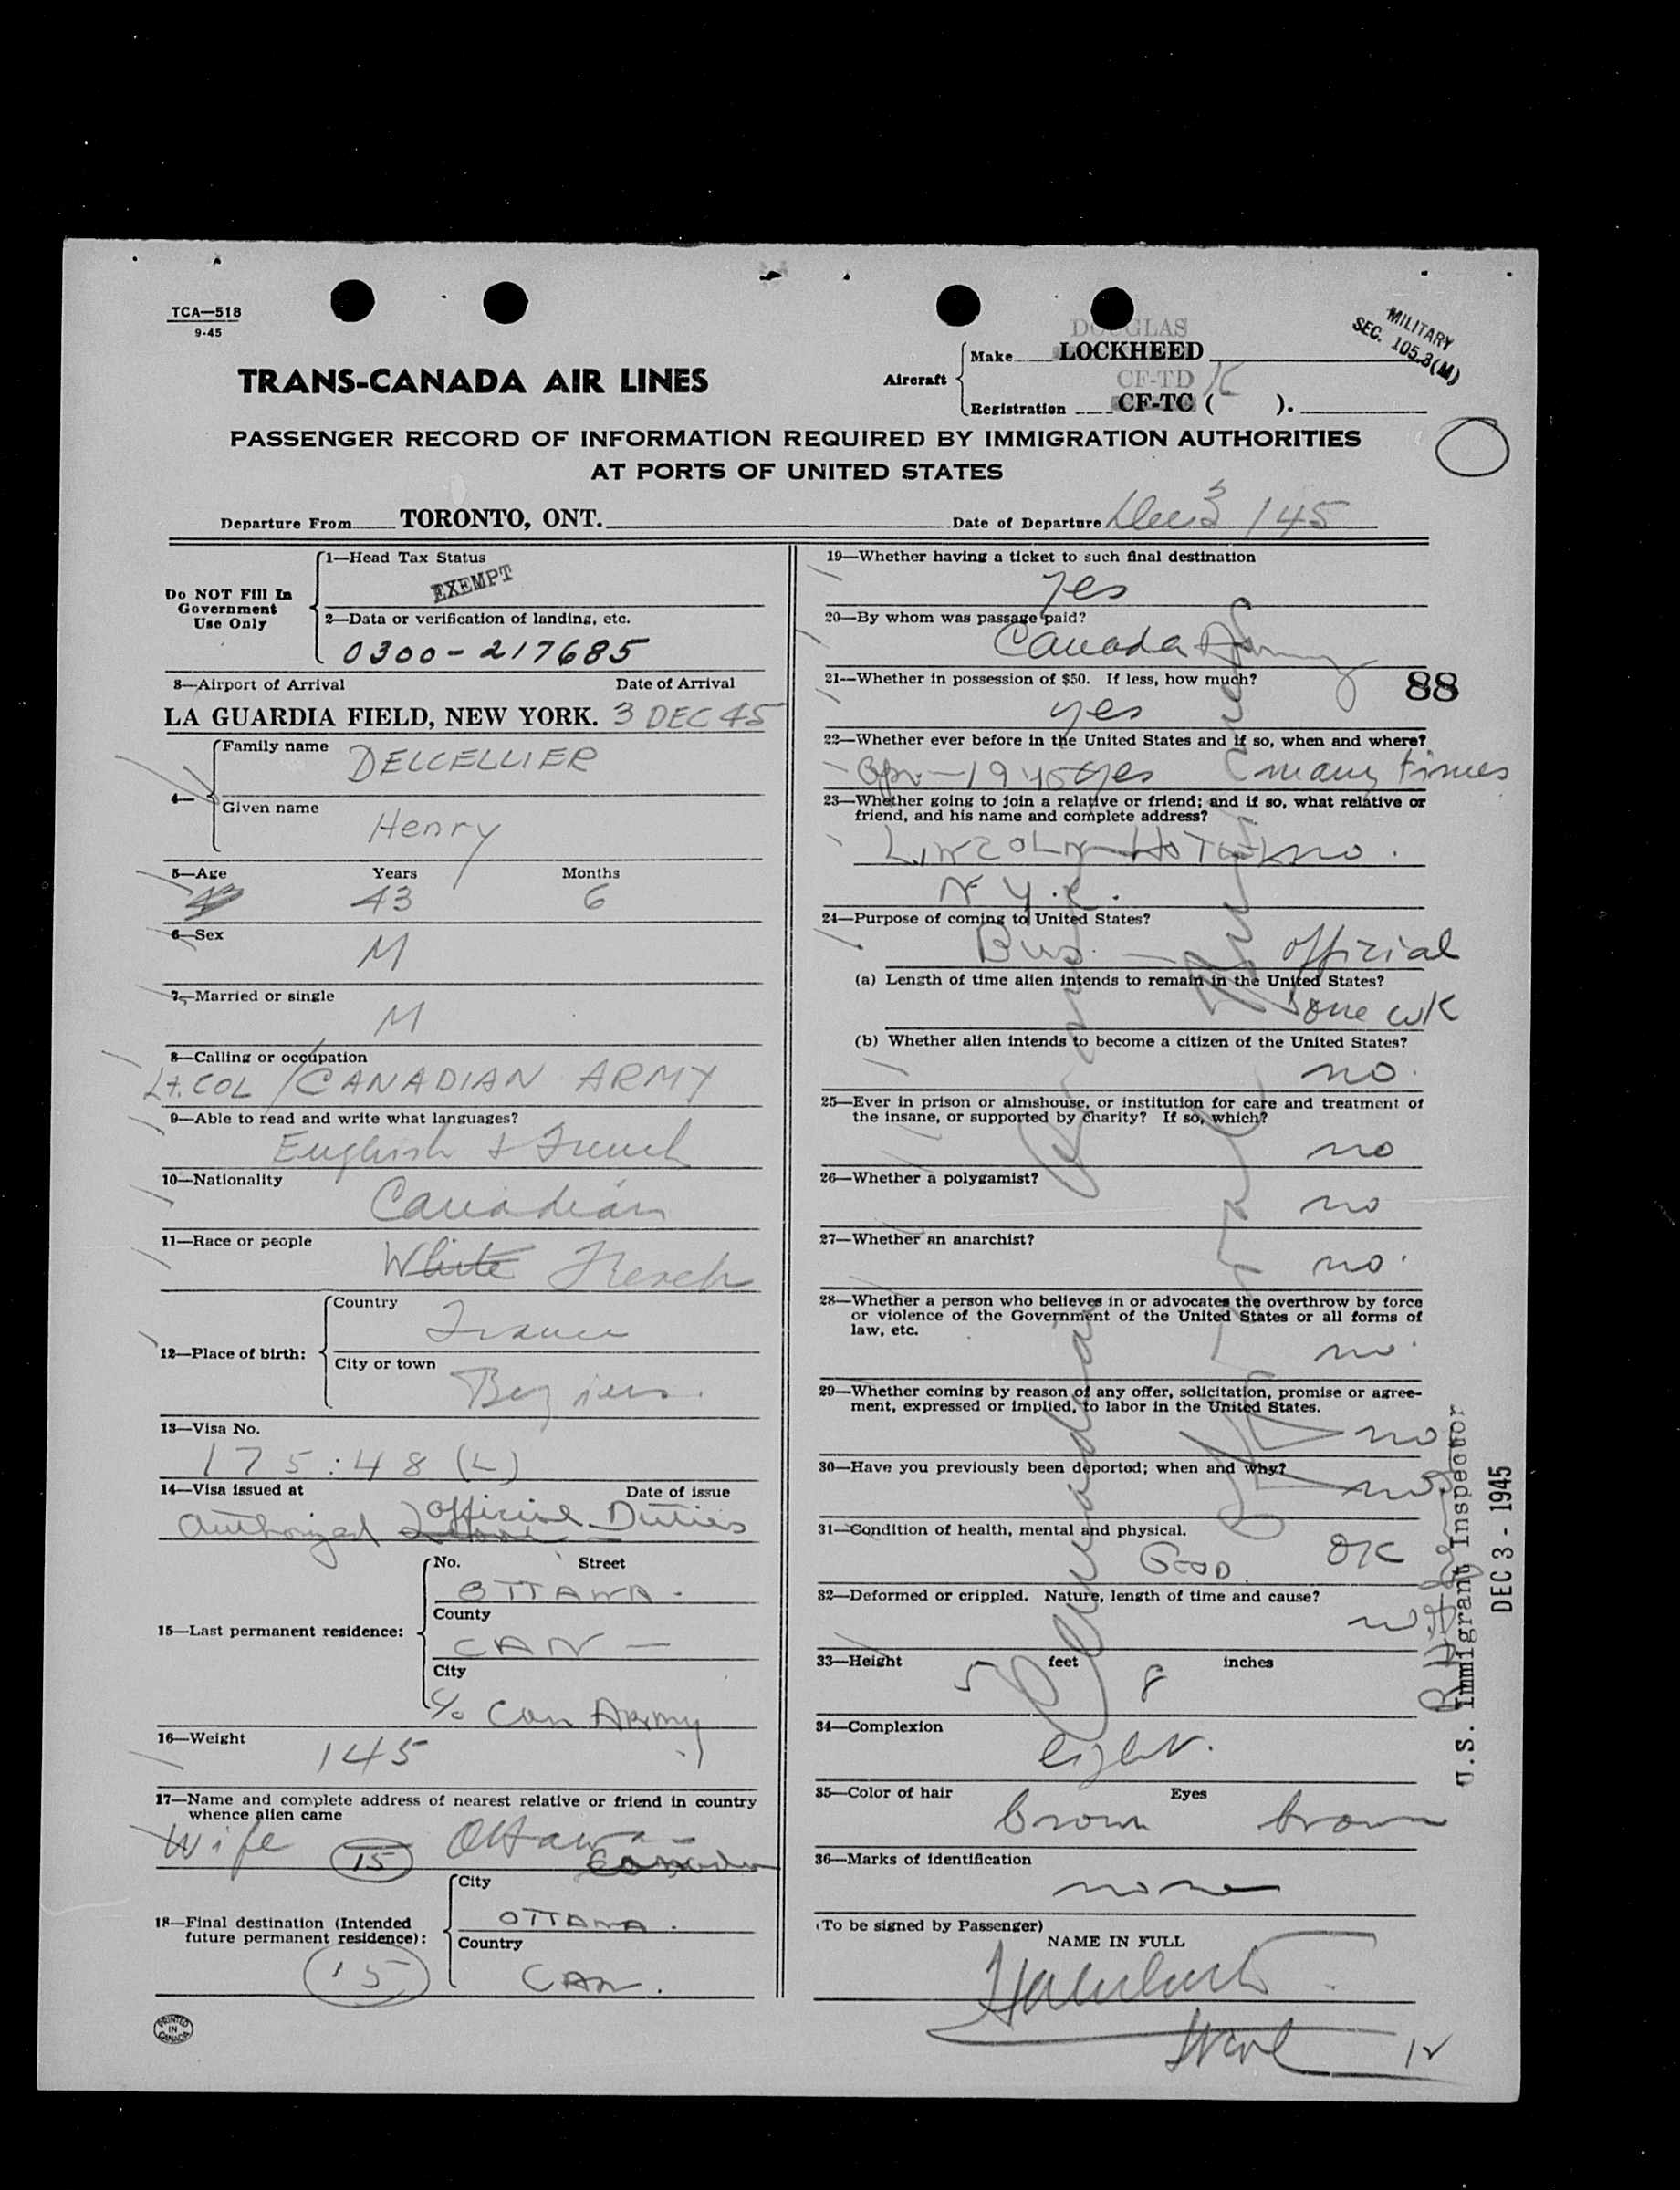 TCA—518
9-45
MILITARY
SEC. 105.3(M)
DOUGLAS
Aircraft
Make LOCKHEED
CF-TD K
Registration CF-TC ( ).
TRANS-CANADA AIR LINES
PASSENGER RECORD OF INFORMATION REQUIRED BY IMMIGRATION AUTHORITIES
AT PORTS OF UNITED STATES
Departure From TORONTO, ONT. Date of Departure Dec 3 / 45
Do NOT Fill In
Government
Use Only
1—Head Tax Status
EXEMPT
2—Data or verification of landing, etc.
0300-217685
3—Airport of Arrival Date of Arrival
LA GUARDIA FIELD, NEW YORK. 3 DEC 45
4—
Family name DELCELLIER
Given name
Henry
5—Age Years Months
43 6
6—Sex
M
7—Married or single
M
8—Calling or occupation
Lt. COL / CANADIAN ARMY
9—Able to read and write what languages?
English & French
10—Nationality
Canadian
11—Race or people
White French
12—Place of birth:
Country
France
City or town
Beziers.
13—Visa No.
175:48 (L)
14—Visa issued at Date of issue
Authorized official Duties
15—Last permanent residence:
No. Street
OTTAWA -
County
CAN —
City
c/o Can Army
16—Weight
145
17—Name and complete address of nearest relative or friend in country
whence alien came
Wife 15 Ottawa -
Canada
18—Final destination (Intended
future permanent residence):
15
City
OTTAWA.
Country
CAN.
PRINTED
IN
CANADA
19—Whether having a ticket to such final destination
Yes
20—By whom was passage paid?
Canada Army
21—Whether in possession of $50. If less, how much?
yes
88
22—Whether ever before in the United States and if so, when and where?
Apr - 1945 yes many times
23—Whether going to join a relative or friend; and if so, what relative or
friend, and his name and complete address?
LINCOLN HOTEL no.
N Y. C.
24—Purpose of coming to United States?
Bus. — official
(a) Length of time alien intends to remain in the United States?
one wk
(b) Whether alien intends to become a citizen of the United States?
no.
25—Ever in prison or almshouse, or institution for care and treatment of
the insane, or supported by charity? If so, which?
no
26—Whether a polygamist?
no
27—Whether an anarchist?
no.
28—Whether a person who believes in or advocates the overthrow by force
or violence of the Government of the United States or all forms of
law, etc.
no.
29—Whether coming by reason of any offer, solicitation, promise or agree-
ment, expressed or implied, to labor in the United States.
no
30—Have you previously been deported; when and why?
no
31—Condition of health, mental and physical.
GOOD. OK
32—Deformed or crippled. Nature, length of time and cause?
no
33—Height 5 feet 8 inches
34—Complexion
light.
35—Color of hair Eyes
brown brown
36—Marks of identification
none
(To be signed by Passenger)
NAME IN FULL
U.S. Immigrant Inspector
DEC 3 - 1945